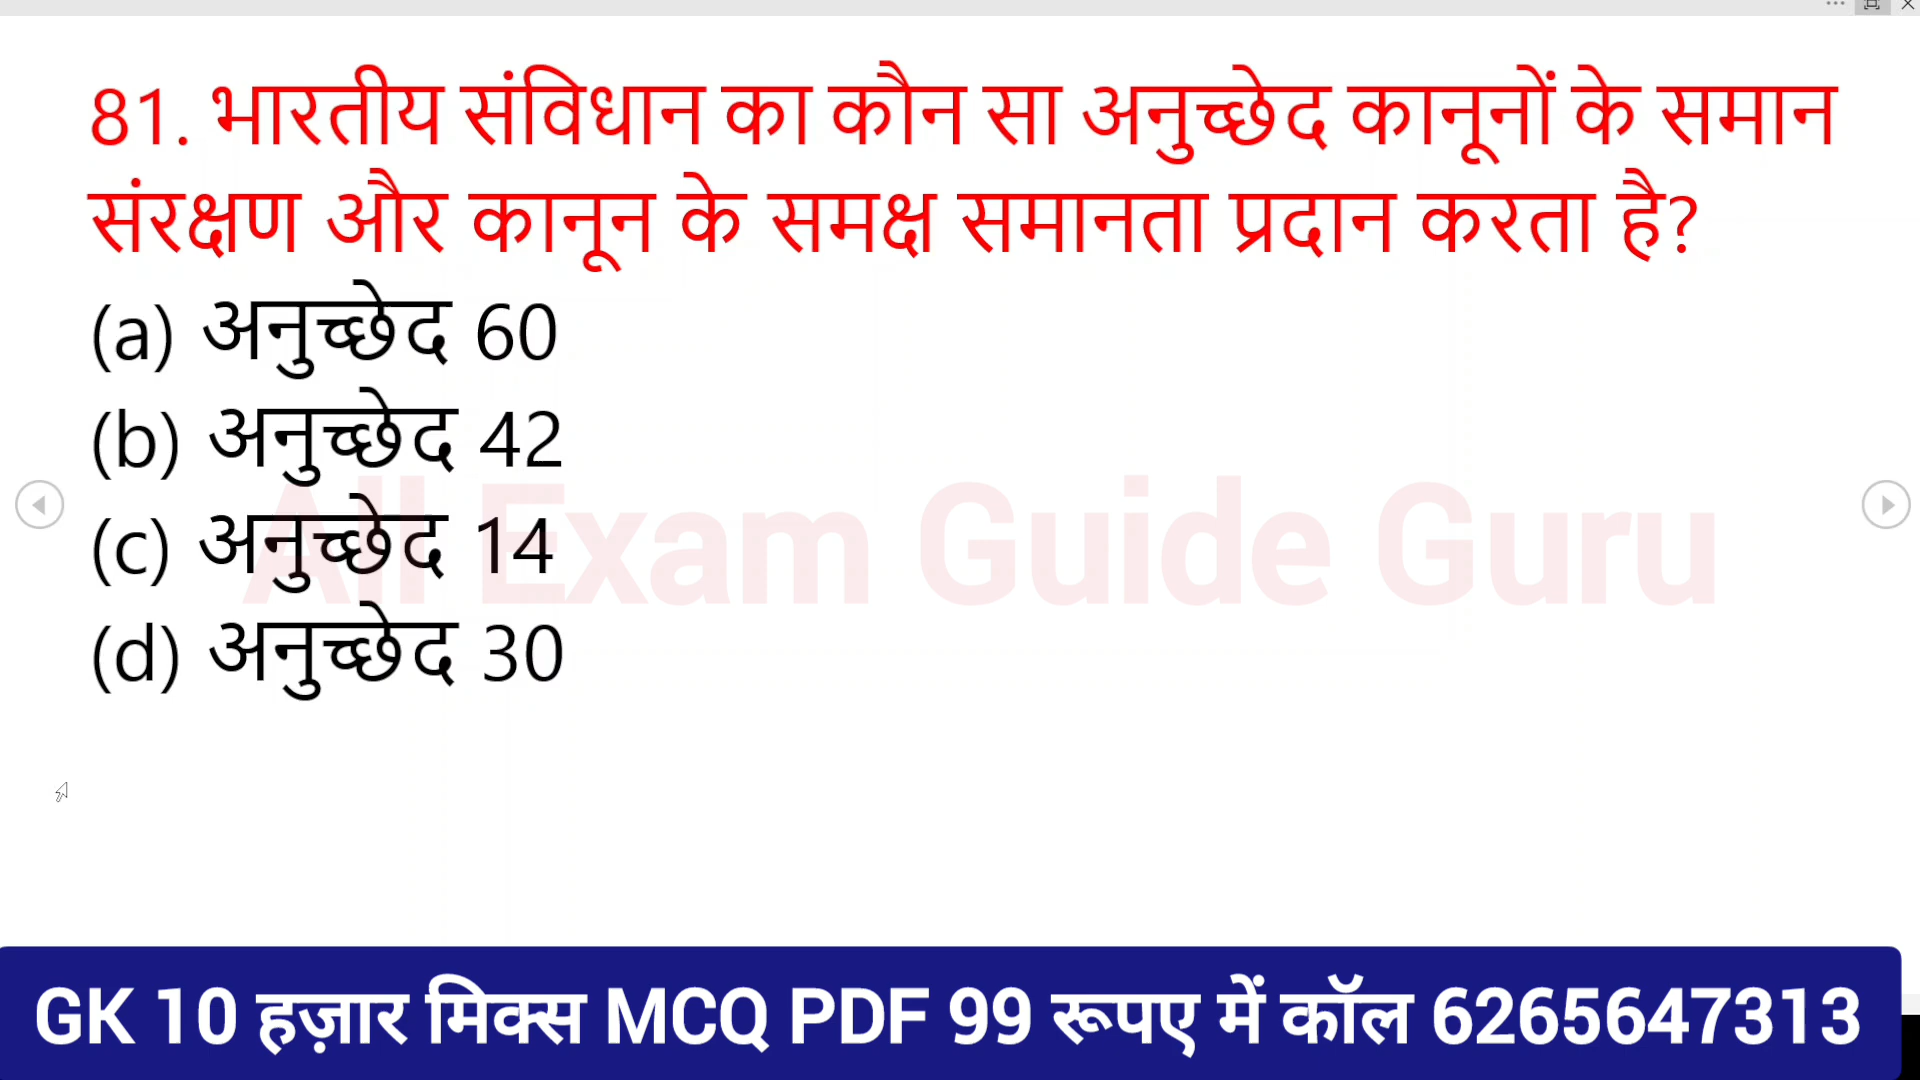 81. भारतीय संविधान का कौन सा अनुच्छेद कानूनों के समान
संरक्षण और कानून के समक्ष समानता प्रदान करता है?
(a) अनुच्छेद 60
(b) अनुच्छेद 42
(c) अनुच्छेद 14
(d) अनुच्छेद 30
All Exam Guide Guru
GK 10 हज़ार मिक्स MCQ PDF 99 रूपए में कॉल 6265647313